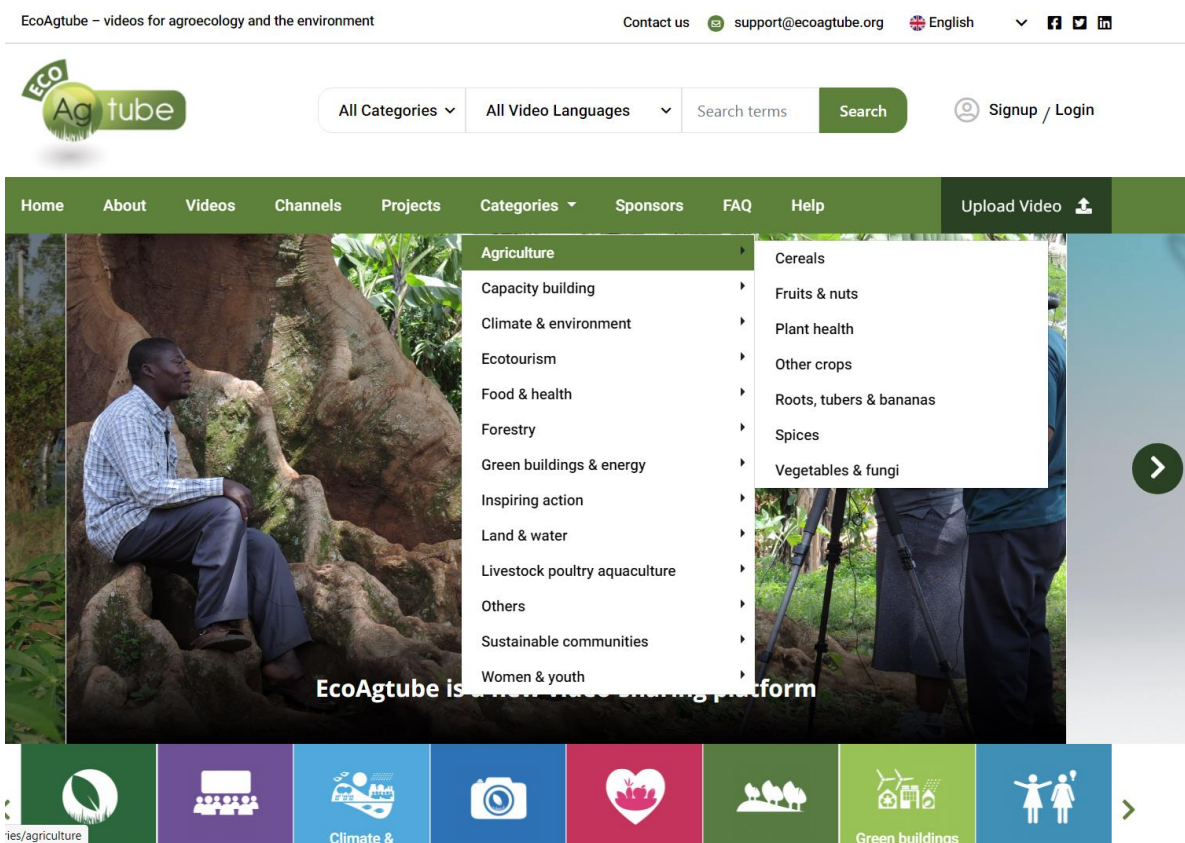 EcoAgtube – videos for agroecology and the environment
Contact us
support@ecoagtube.org
English
ECO
Ag tube
All Categories
All Video Languages
Search terms
Search
Signup / Login
Home
About
Videos
Channels
Projects
Categories
Sponsors
FAQ
Help
Upload Video
Agriculture
Capacity building
Climate & environment
Ecotourism
Food & health
Forestry
Green buildings & energy
Inspiring action
Land & water
Livestock poultry aquaculture
Others
Sustainable communities
Women & youth
Cereals
Fruits & nuts
Plant health
Other crops
Roots, tubers & bananas
Spices
Vegetables & fungi
EcoAgtube is a new video sharing platform
ries/agriculture
Climate &
Green buildings